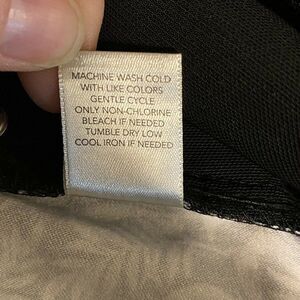 MACHINE WASH COLD
WITH LIKE COLORS
GENTLE CYCLE
ONLY NON-CHLORINE
BLEACH IF NEEDED
TUMBLE DRY LOW
COOL IRON IF NEEDED